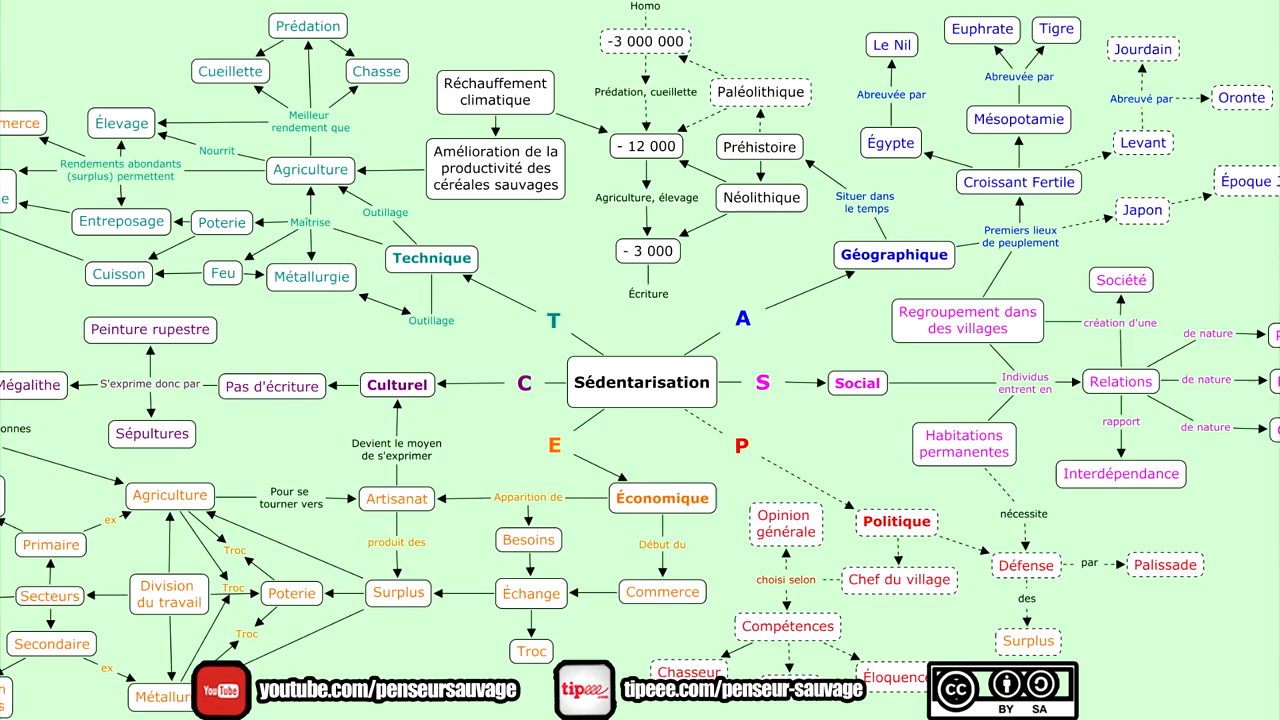 Homo
-3 000 000
Prédation, cueillette
Paléolithique
- 12 000
Préhistoire
Agriculture, élevage
Néolithique
- 3 000
Écriture
Prédation
Cueillette
Chasse
Réchauffement
climatique
Meilleur
rendement que
Élevage
Nourrit
Rendements abondants
(surplus) permettent
Agriculture
Amélioration de la
productivité des
céréales sauvages
Entreposage
Poterie
Maîtrise
Outillage
Technique
Cuisson
Feu
Métallurgie
Outillage
T
Le Nil
Euphrate
Tigre
Jourdain
Abreuvée par
Abreuvée par
Abreuvé par
Oronte
Mésopotamie
Égypte
Levant
Croissant Fertile
Époque J
Situer dans
le temps
Japon
Premiers lieux
de peuplement
Géographique
A
Société
Regroupement dans
des villages
création d'une
de nature
Sédentarisation
S
Social
Individus
entrent en
Relations
de nature
rapport
de nature
Habitations
permanentes
Interdépendance
Peinture rupestre
Mégalithe
S'exprime donc par
Pas d'écriture
Culturel
C
Sépultures
onnes
Devient le moyen
de s'exprimer
E
P
Agriculture
Pour se
tourner vers
Artisanat
Apparition de
Économique
ex
Primaire
Troc
produit des
Besoins
Début du
Secteurs
Division
du travail
Troc
Poterie
Surplus
Échange
Commerce
Secondaire
Troc
Troc
ex
Métallur
Opinion
générale
Politique
nécessite
choisi selon
Chef du village
Défense
par
Palissade
des
Compétences
Surplus
Chasseur
Éloquence
merce
YouTube
youtube.com/penseursauvage
tipeee
tipeee.com/penseur-sauvage
cc
BY SA